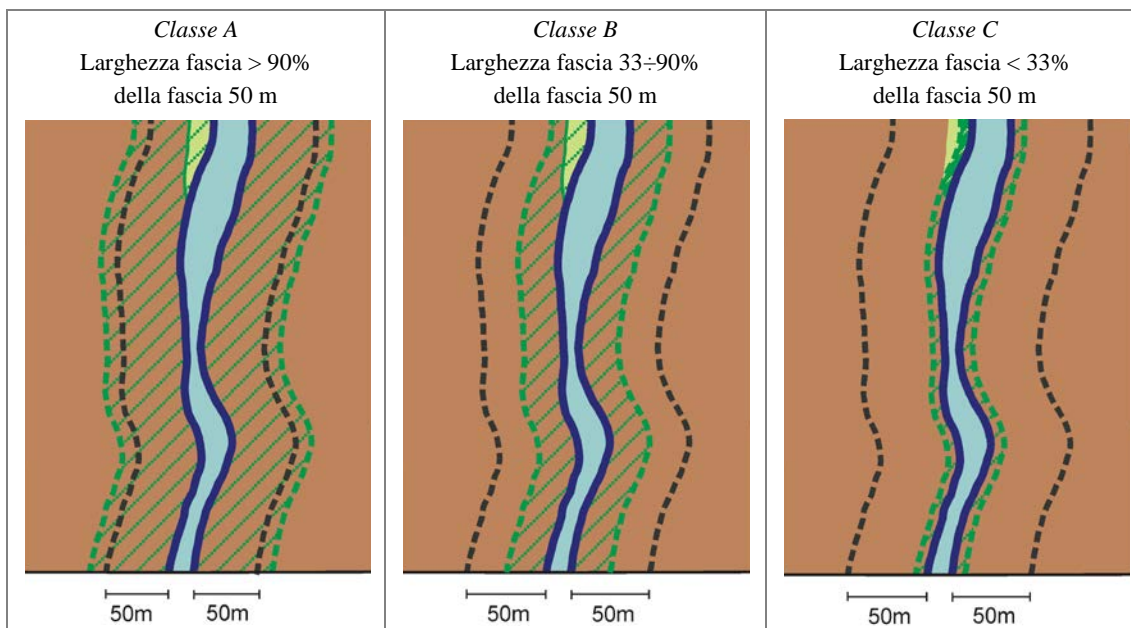 Classe A
Larghezza fascia > 90%
della fascia 50 m
Classe B
Larghezza fascia 33÷90%
della fascia 50 m
Classe C
Larghezza fascia < 33%
della fascia 50 m
50m
50m
50m
50m
50m
50m